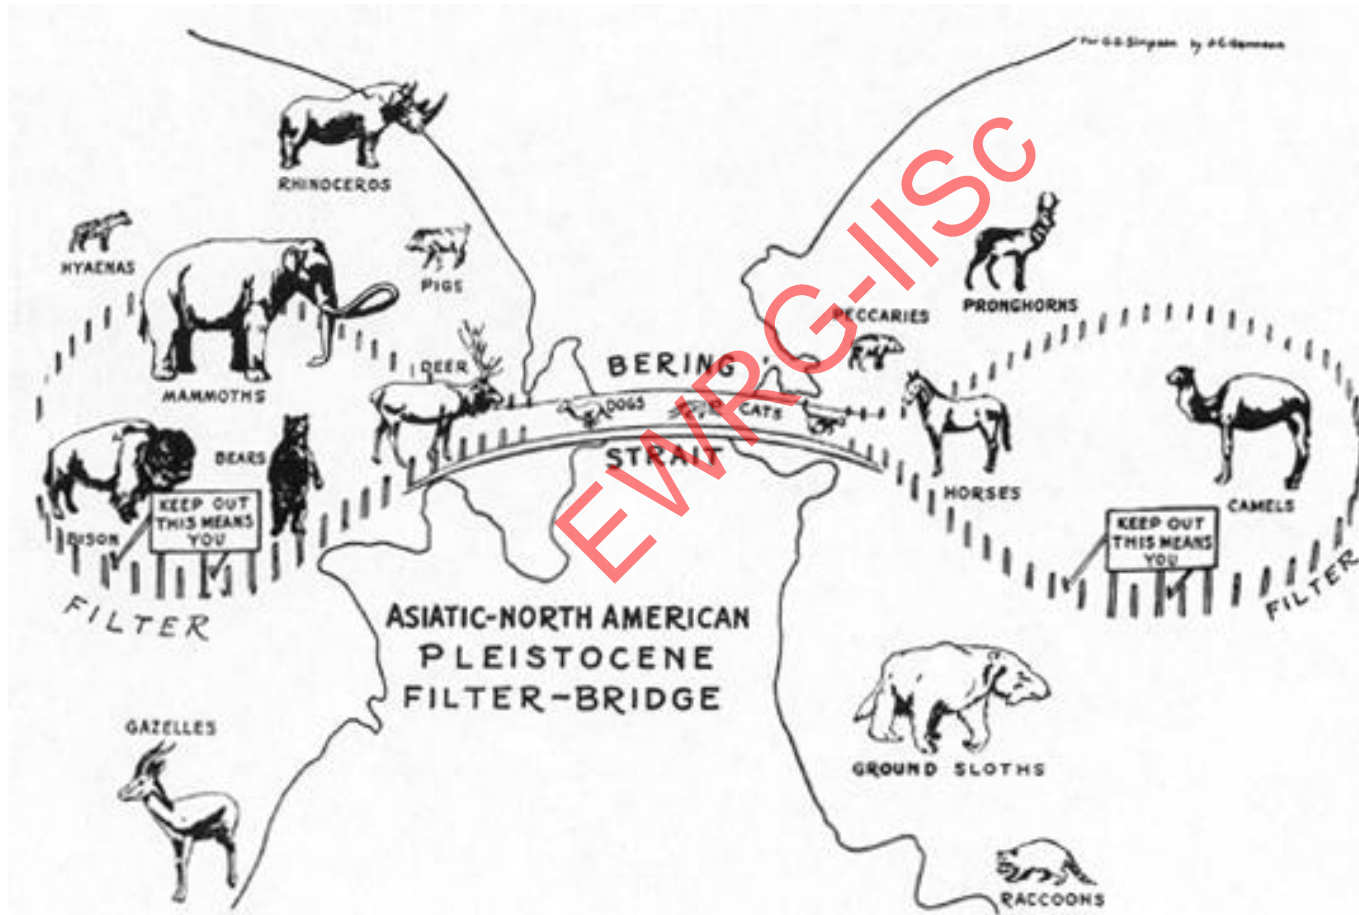 For G.G. Simpson by
RHINOCEROS
HYAENAS
PIGS
MAMMOTHS
DEER
BISON
BEARS
KEEP OUT
THIS MEANS
YOU
FILTER
GAZELLES
BERING
STRAIT
DOGS
CATS
PECCARIES
PRONGHORNS
HORSES
CAMELS
KEEP OUT
THIS MEANS
YOU
FILTER
ASIATIC-NORTH AMERICAN
PLEISTOCENE
FILTER-BRIDGE
GROUND SLOTHS
RACCOONS
EWRG-IISc